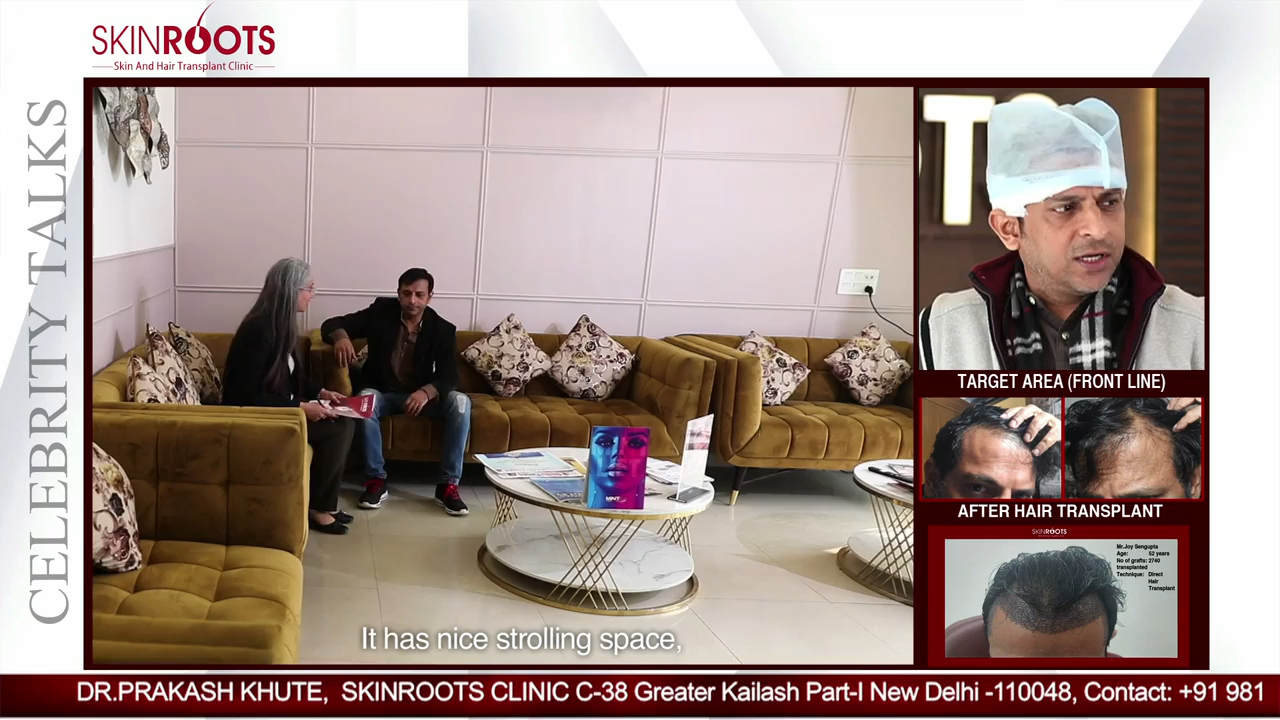 SKINROOTS
Skin And Hair Transplant Clinic
CELEBRITY TALKS
TARGET AREA (FRONT LINE)
AFTER HAIR TRANSPLANT
SKINROOTS
Mr.Joy Sengupta
Age: 52 years
No of grafts: 2740
transplanted
Technique: Direct
Hair
Transplant
It has nice strolling space,
DR.PRAKASH KHUTE, SKINROOTS CLINIC C-38 Greater Kailash Part-I New Delhi -110048, Contact: +91 981